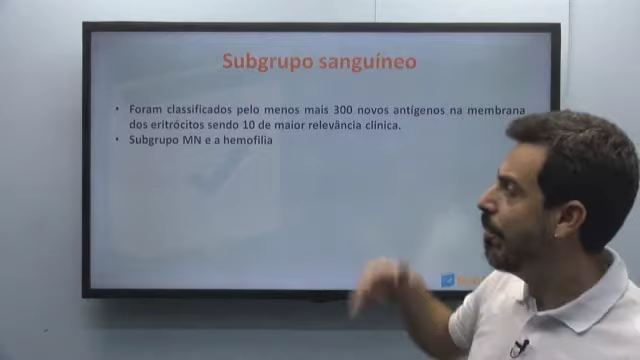 Subgrupo sanguíneo
• Foram classificados pelo menos mais 300 novos antígenos na membrana
dos eritrócitos sendo 10 de maior relevância clínica.
• Subgrupo MN e a hemofilia